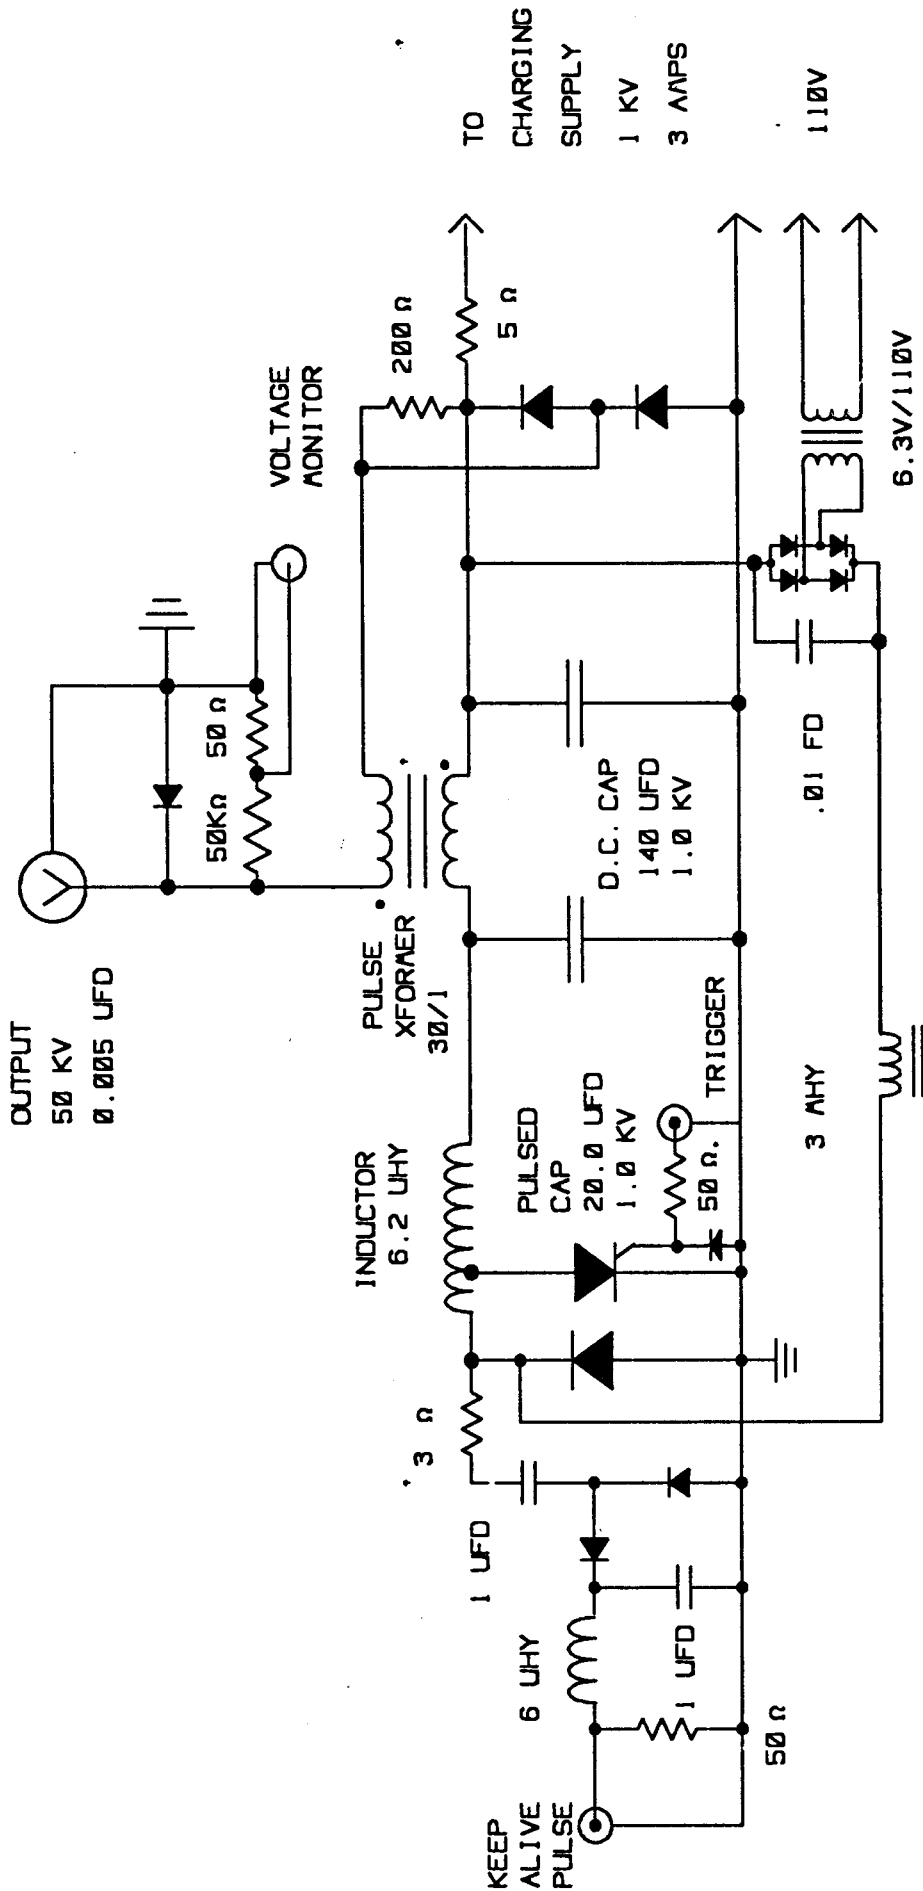 OUTPUT
50 KV
0.005 UFD
VOLTAGE
MONITOR
50KΩ
50 Ω
200 Ω
5 Ω
TO
CHARGING
SUPPLY
1 KV
3 AMPS
110V
PULSE
XFORMER
30/1
INDUCTOR
6.2 UHY
3 Ω
1 UFD
6 UHY
KEEP
ALIVE
PULSE
1 UFD
50 Ω
PULSED
CAP
20.0 UFD
1.0 KV
D.C. CAP
140 UFD
1.0 KV
TRIGGER
50 Ω.
3 MHY
.01 FD
6.3V/110V